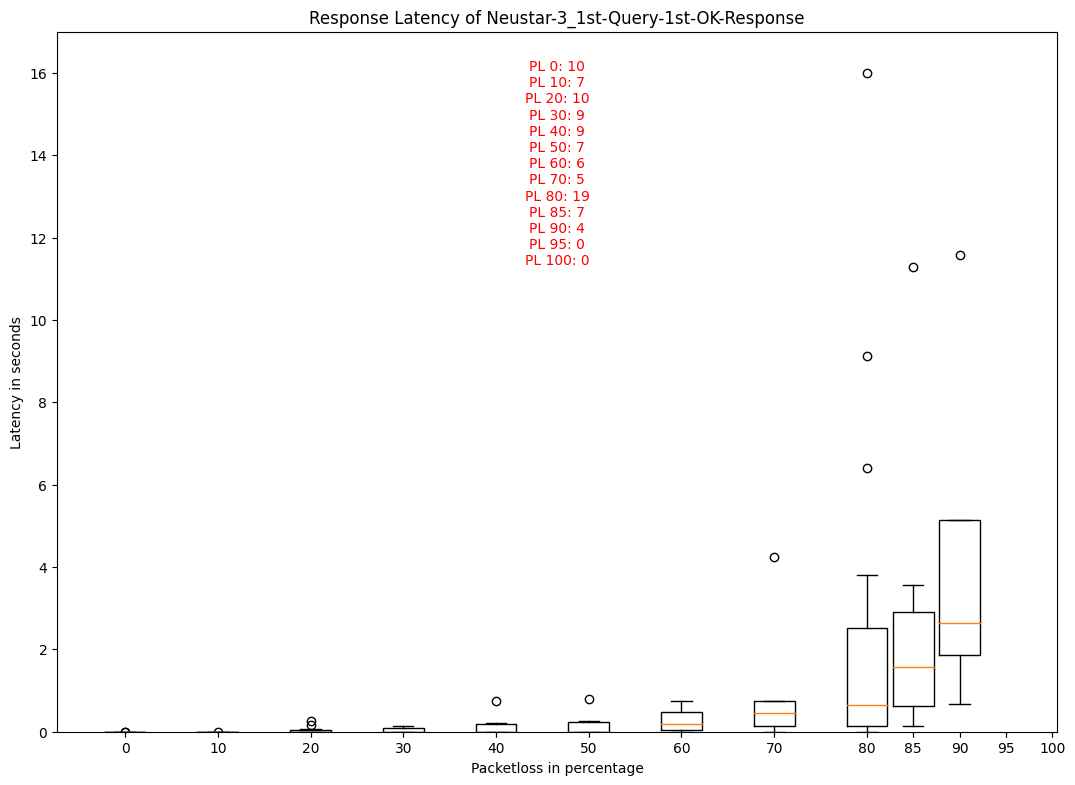 Response Latency of Neustar-3_1st-Query-1st-OK-Response
PL 0: 10
PL 10: 7
PL 20: 10
PL 30: 9
PL 40: 9
PL 50: 7
PL 60: 6
PL 70: 5
PL 80: 19
PL 85: 7
PL 90: 4
PL 95: 0
PL 100: 0
Latency in seconds
16
14
12
10
8
6
4
2
0
0 10 20 30 40 50 60 70 80 85 90 95 100
Packetloss in percentage